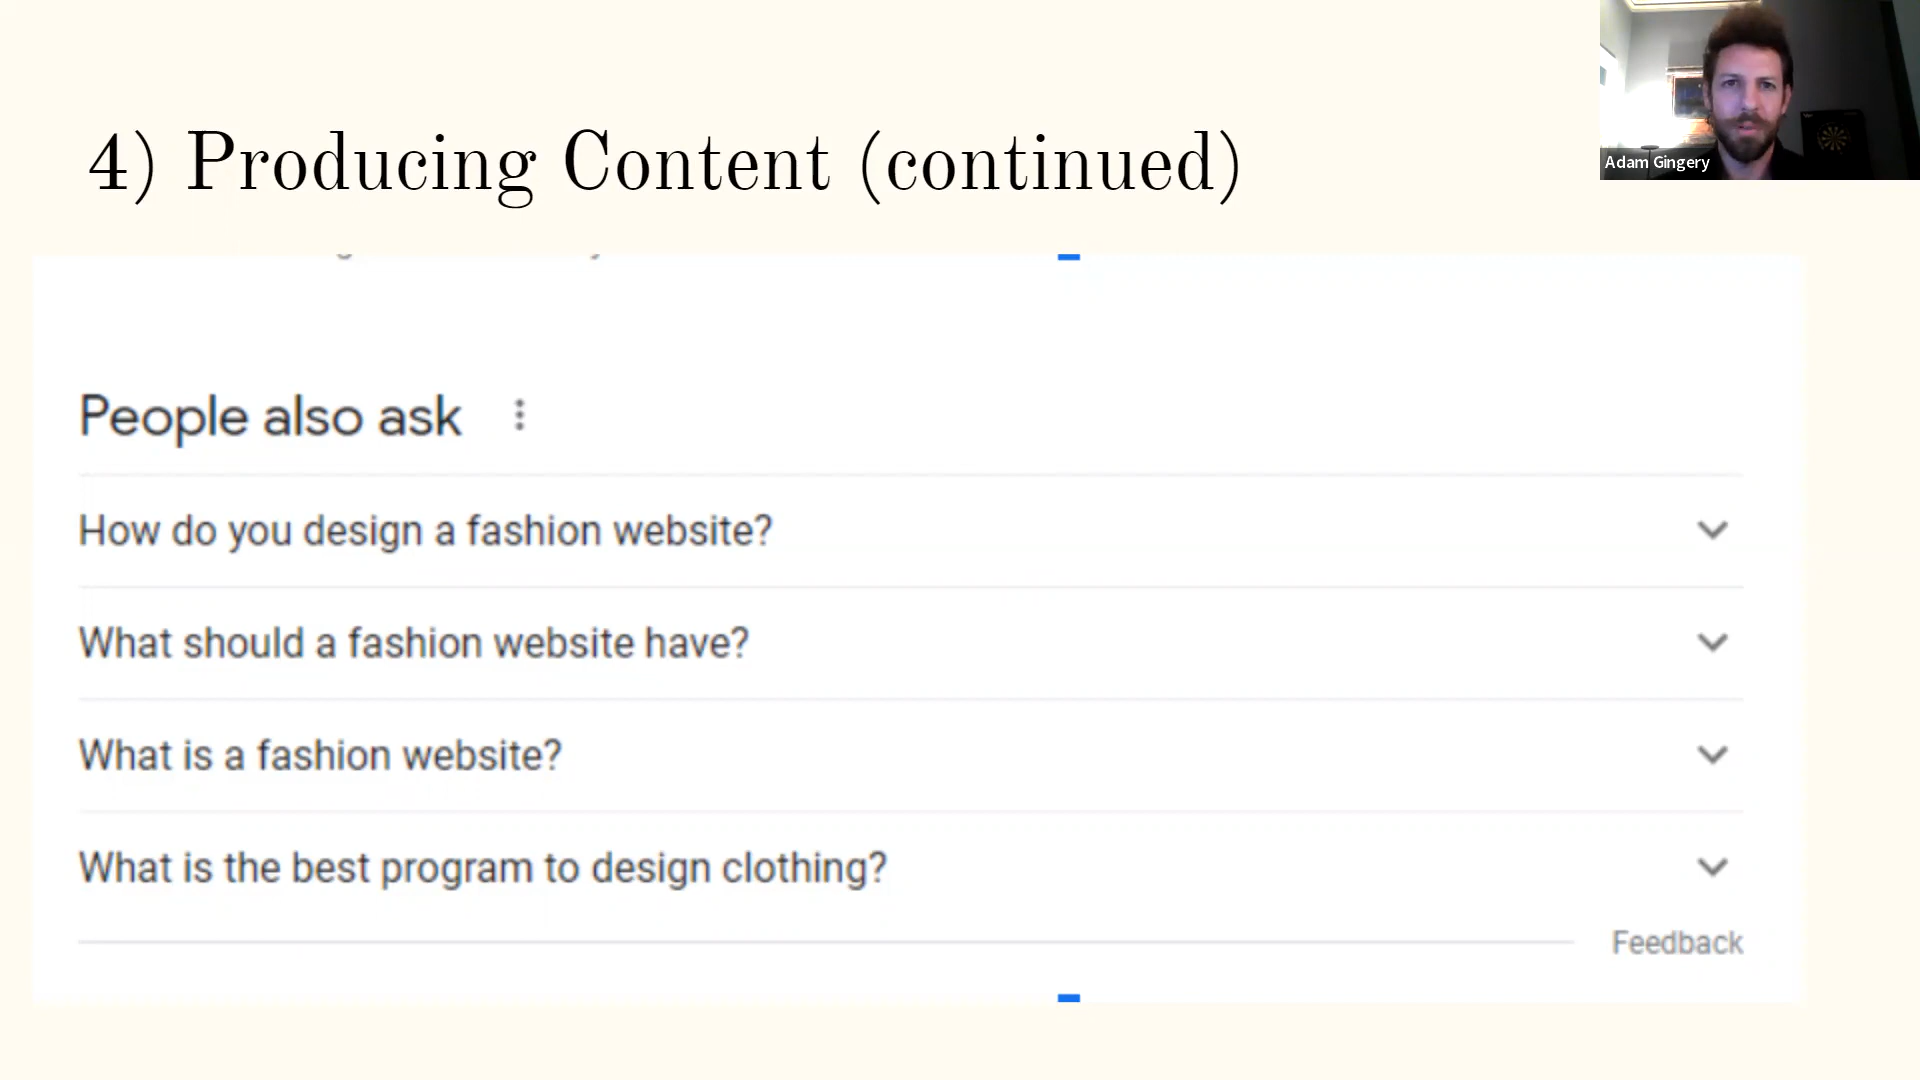 4) Producing Content (continued)
Adam Gingery
People also ask
How do you design a fashion website?
What should a fashion website have?
What is a fashion website?
What is the best program to design clothing?
Feedback